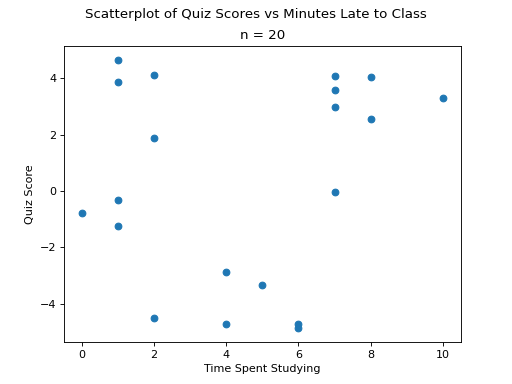 Scatterplot of Quiz Scores vs Minutes Late to Class
n = 20
4
2
0
−2
−4
Quiz Score
0 2 4 6 8 10
Time Spent Studying